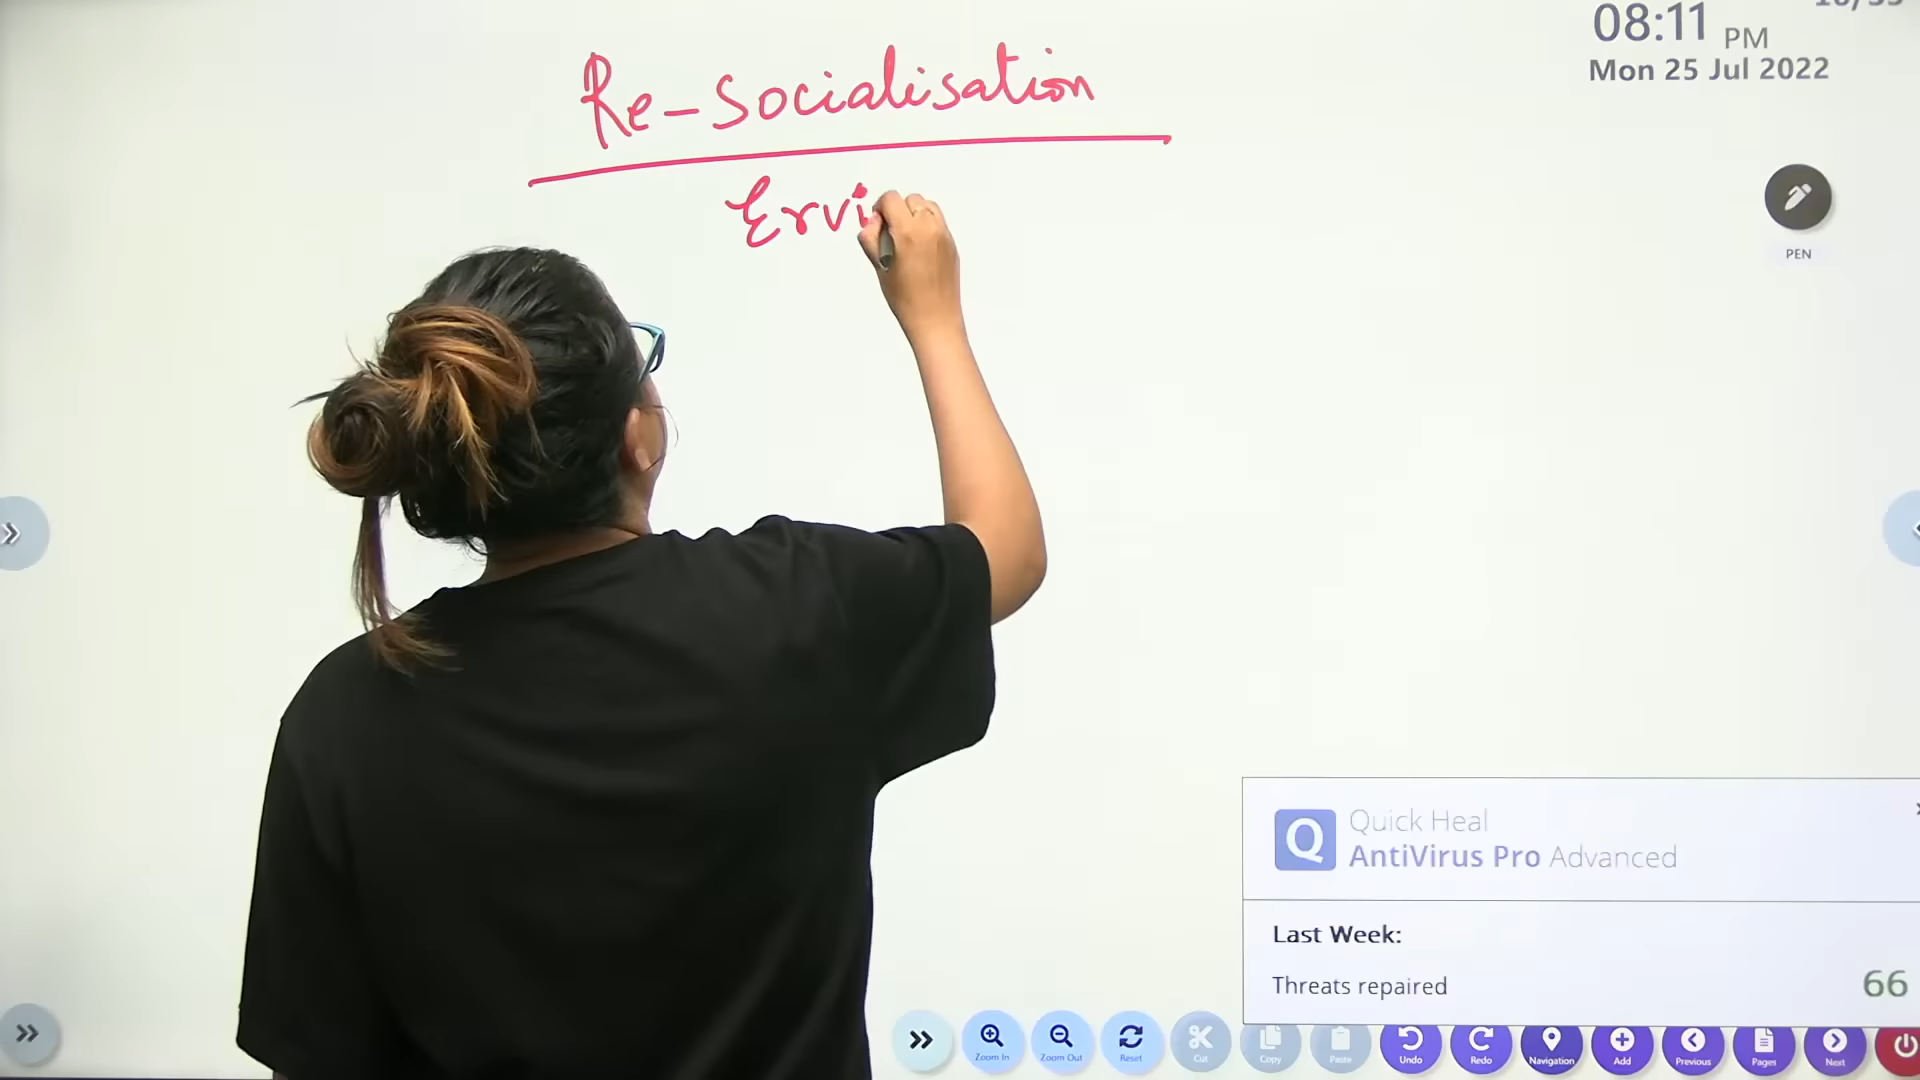 08:11 PM
Mon 25 Jul 2022
Re-Socialisation
Ervi
PEN
Quick Heal
AntiVirus Pro Advanced
Last Week:
Threats repaired 66
Zoom In Zoom Out Reset Cut Copy Paste Undo Redo Navigation Add Previous Pages Next